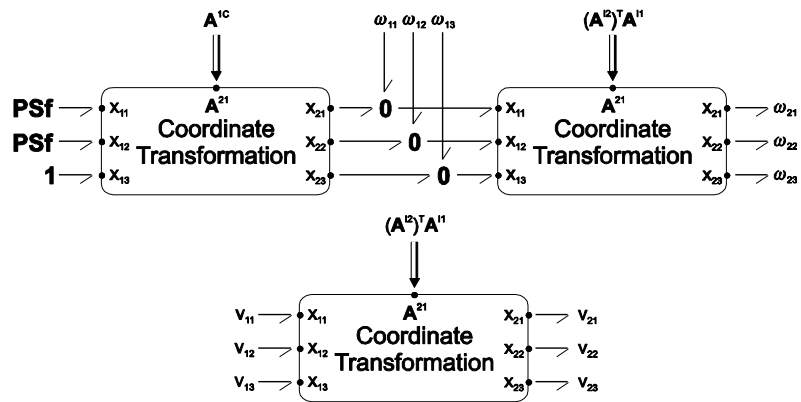 A¹ᶜ ω₁₁ ω₁₂ ω₁₃ (Aᴵ²)ᵀAᴵ¹
A²¹ A²¹
PSf X₁₁ X₂₁ 0 X₁₁ X₂₁ ω₂₁
Coordinate Coordinate
PSf X₁₂ X₂₂ 0 X₁₂ X₂₂ ω₂₂
Transformation Transformation
1 X₁₃ X₂₃ 0 X₁₃ X₂₃ ω₂₃
(Aᴵ²)ᵀAᴵ¹
A²¹
V₁₁ X₁₁ X₂₁ V₂₁
Coordinate
V₁₂ X₁₂ X₂₂ V₂₂
Transformation
V₁₃ X₁₃ X₂₃ V₂₃